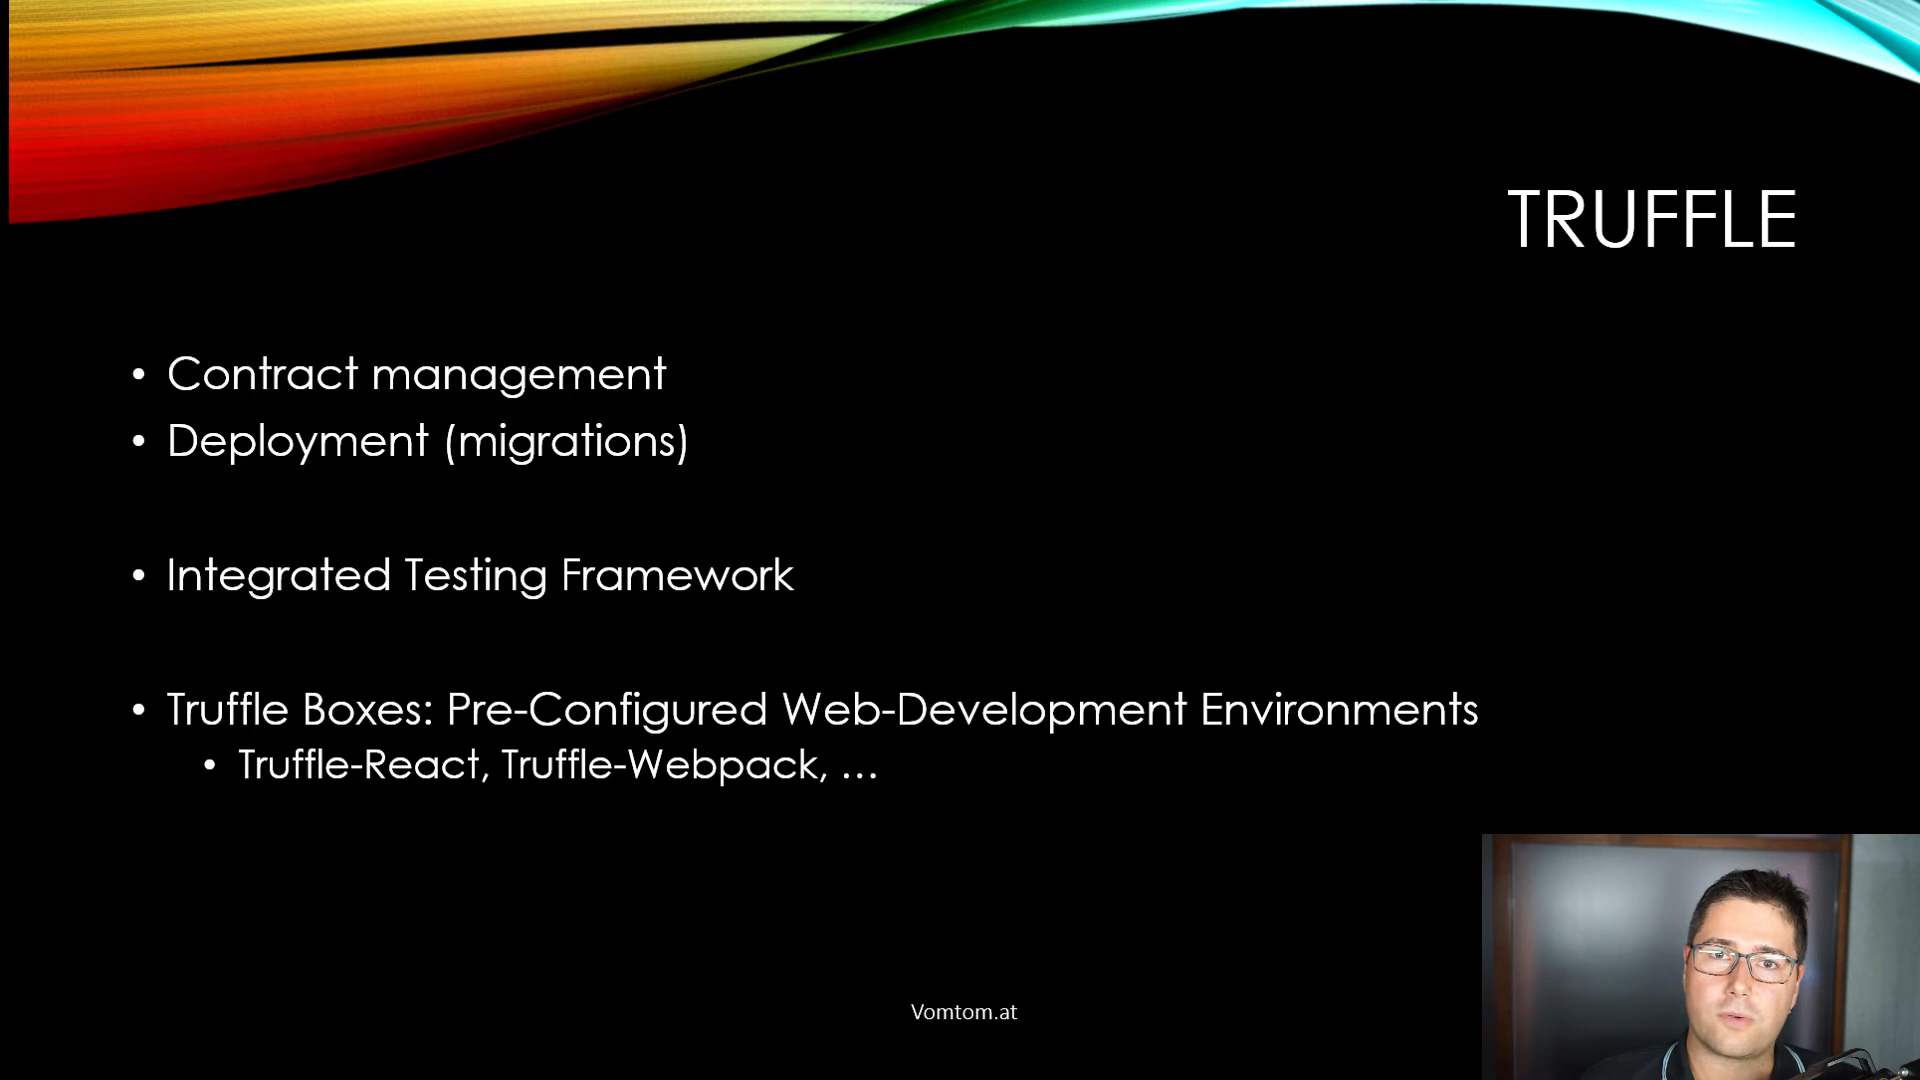 TRUFFLE
• Contract management
• Deployment (migrations)
• Integrated Testing Framework
• Truffle Boxes: Pre-Configured Web-Development Environments
• Truffle-React, Truffle-Webpack, …
Vomtom.at